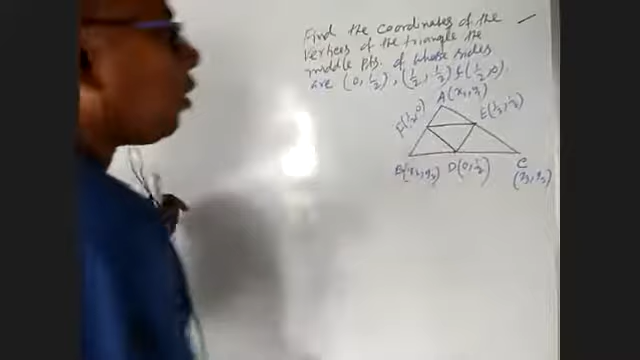 Find the coordinates of the
vertices of the triangle the
middle pts. of whose sides
are (0, 1/2), (1/2, 1/2) & (1/2, 0).
A(x₁, y₁)
F(1/2, 0)
E(1/2, 1/2)
B(x₂, y₂)
D(0, 1/2)
C
(x₃, y₃)